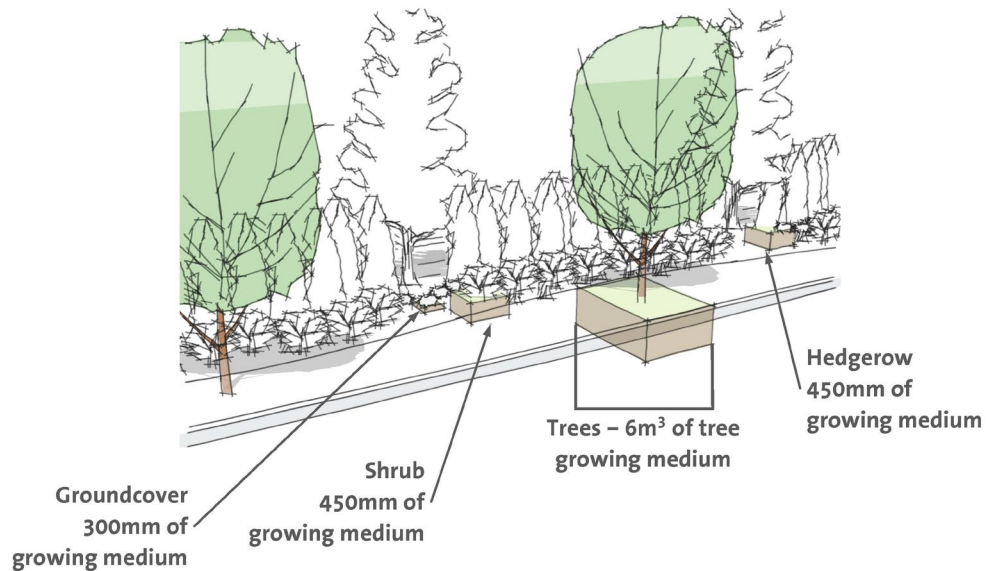 Hedgerow
450mm of
growing medium
Trees – 6m³ of tree
growing medium
Shrub
450mm of
growing medium
Groundcover
300mm of
growing medium